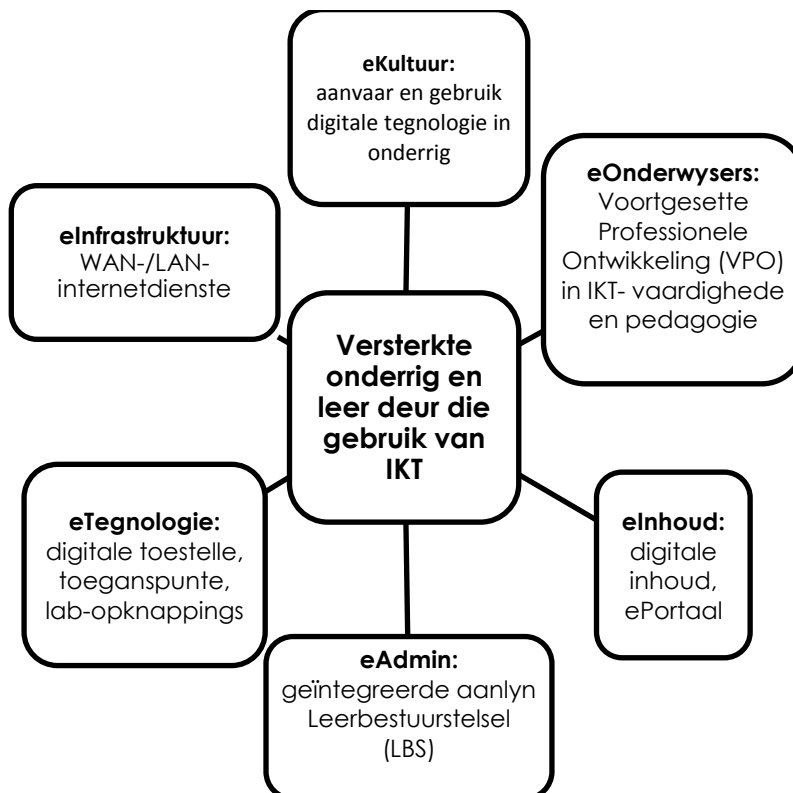 eKultuur:
aanvaar en gebruik
digitale tegnologie in
onderrig
eOnderwysers:
Voortgesette
Professionele
Ontwikkeling (VPO)
in IKT- vaardighede
en pedagogie
eInfrastruktuur:
WAN-/LAN-
internetdienste
Versterkte
onderrig en
leer deur die
gebruik van
IKT
eTegnologie:
digitale toestelle,
toeganspunte,
lab-opknappings
eInhoud:
digitale
inhoud,
ePortaal
eAdmin:
geïntegreerde aanlyn
Leerbestuurstelsel
(LBS)